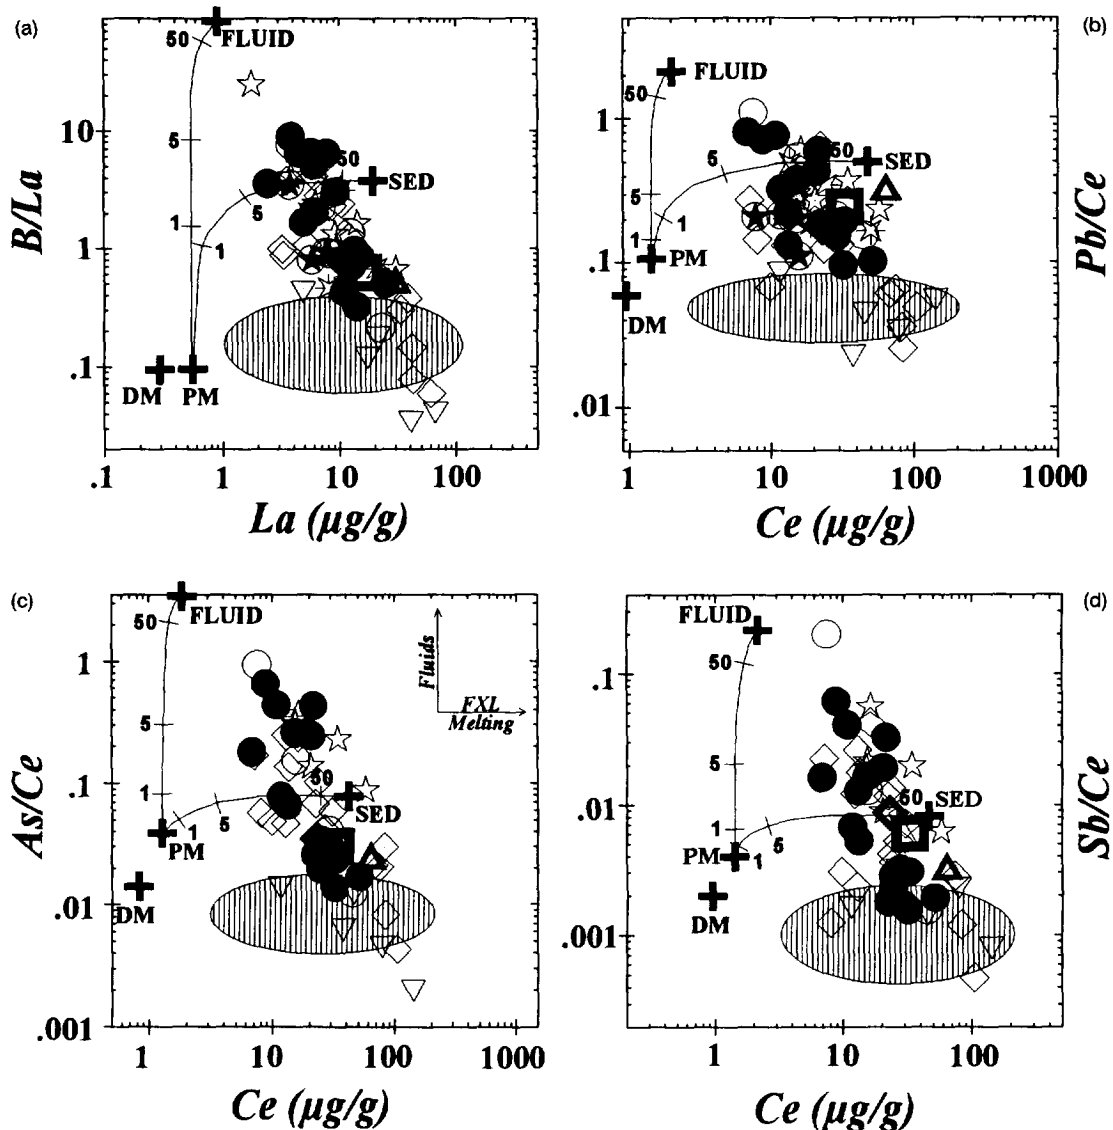 (a)
50
FLUID
10
5
50
SED
5
1
1
1
.1
DM
PM
B/La
.1
1
10
100
La (µg/g)
(b)
FLUID
50
1
5
50
SED
5
1
1
PM
.1
DM
.01
Pb/Ce
1
10
100
1000
Ce (µg/g)
(c)
50
FLUID
Fluids
FXL
Melting
1
5
50
.1
1
SED
1
5
PM
DM
.01
.001
As/Ce
1
10
100
1000
Ce (µg/g)
(d)
FLUID
50
.1
5
50
SED
.01
1
5
PM
1
DM
.001
Sb/Ce
1
10
100
Ce (µg/g)